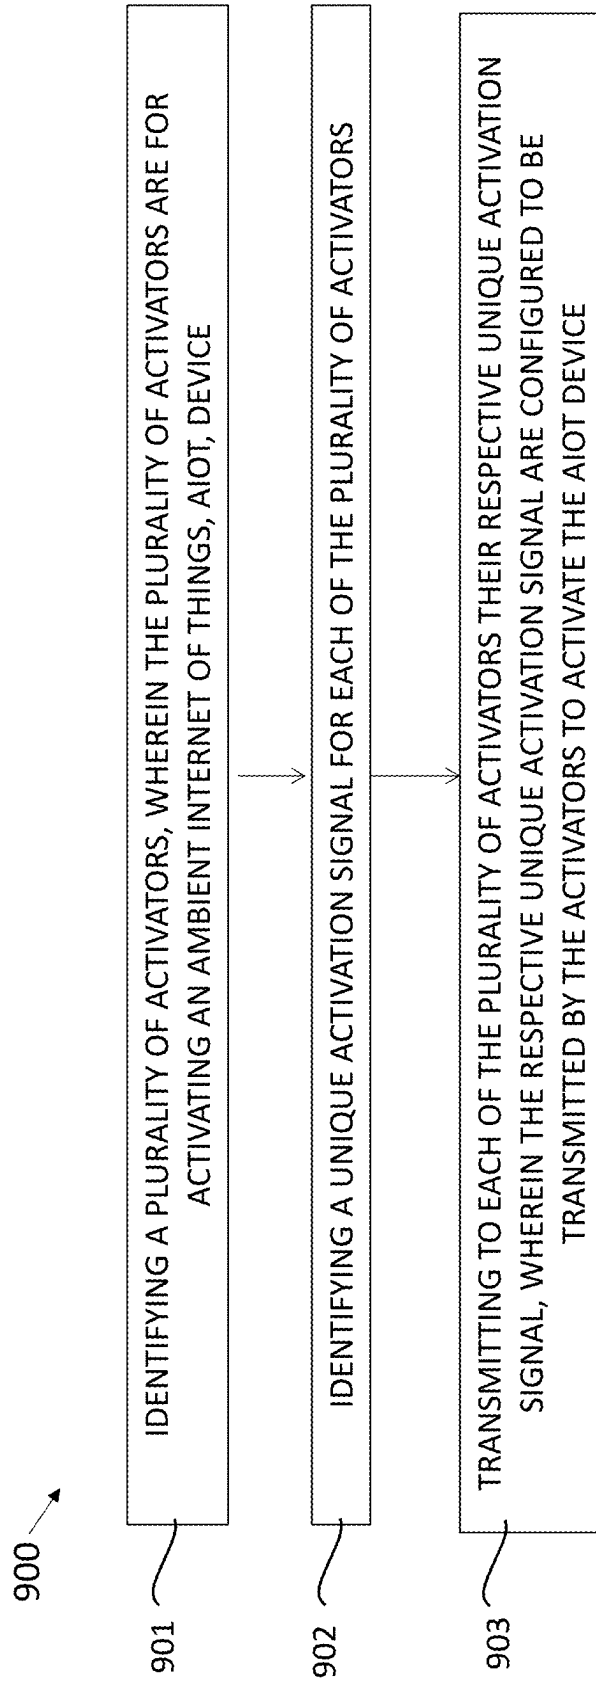 900
901
IDENTIFYING A PLURALITY OF ACTIVATORS, WHEREIN THE PLURALITY OF ACTIVATORS ARE FOR
ACTIVATING AN AMBIENT INTERNET OF THINGS, AIOT, DEVICE
902
IDENTIFYING A UNIQUE ACTIVATION SIGNAL FOR EACH OF THE PLURALITY OF ACTIVATORS
903
TRANSMITTING TO EACH OF THE PLURALITY OF ACTIVATORS THEIR RESPECTIVE UNIQUE ACTIVATION
SIGNAL, WHEREIN THE RESPECTIVE UNIQUE ACTIVATION SIGNAL ARE CONFIGURED TO BE
TRANSMITTED BY THE ACTIVATORS TO ACTIVATE THE AIOT DEVICE